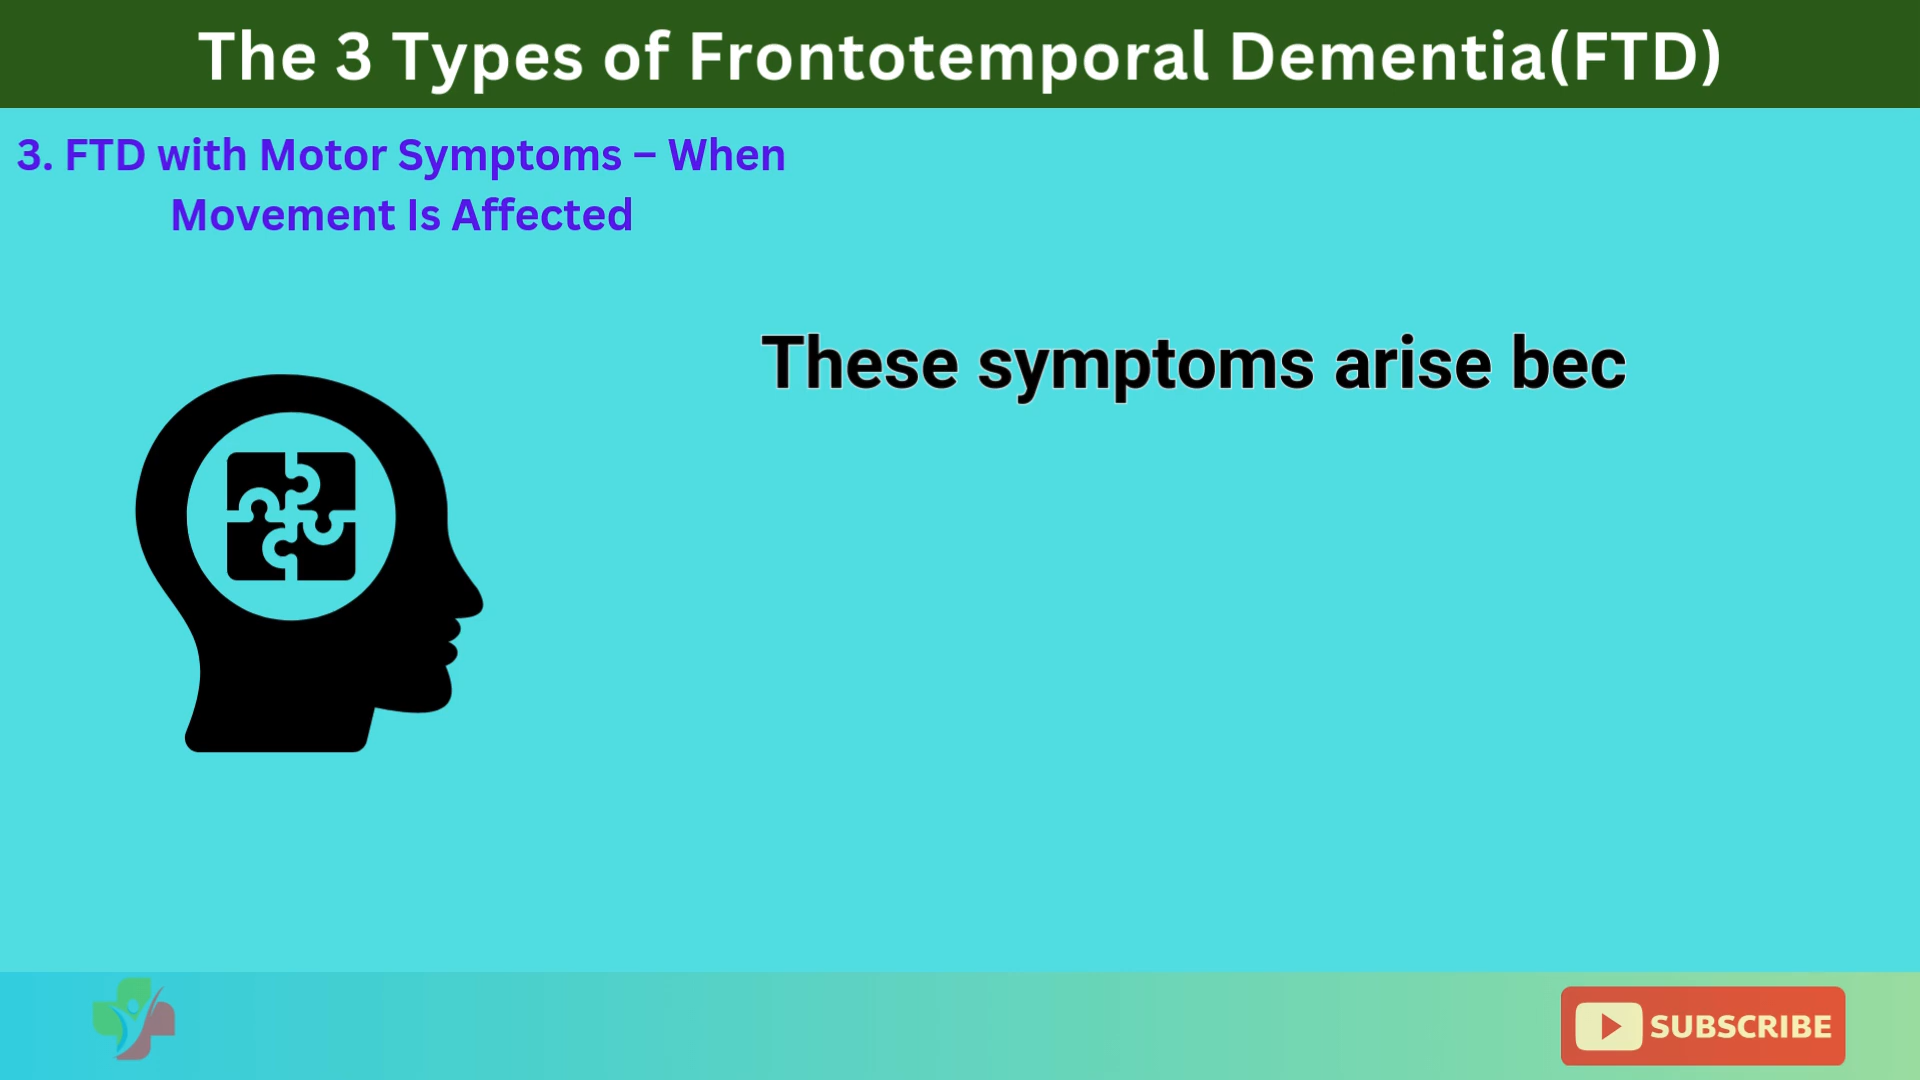 The 3 Types of Frontotemporal Dementia(FTD)
3. FTD with Motor Symptoms – When
Movement Is Affected
These symptoms arise bec
SUBSCRIBE